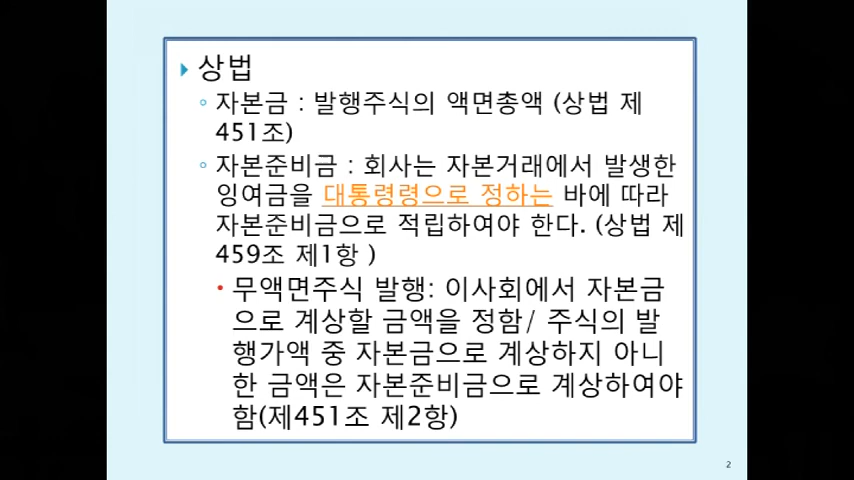 상법
자본금 : 발행주식의 액면총액 (상법 제
451조)
자본준비금 : 회사는 자본거래에서 발생한
잉여금을 대통령령으로 정하는 바에 따라
자본준비금으로 적립하여야 한다. (상법 제
459조 제1항 )
무액면주식 발행: 이사회에서 자본금
으로 계상할 금액을 정함/ 주식의 발
행가액 중 자본금으로 계상하지 아니
한 금액은 자본준비금으로 계상하여야
함(제451조 제2항)
2